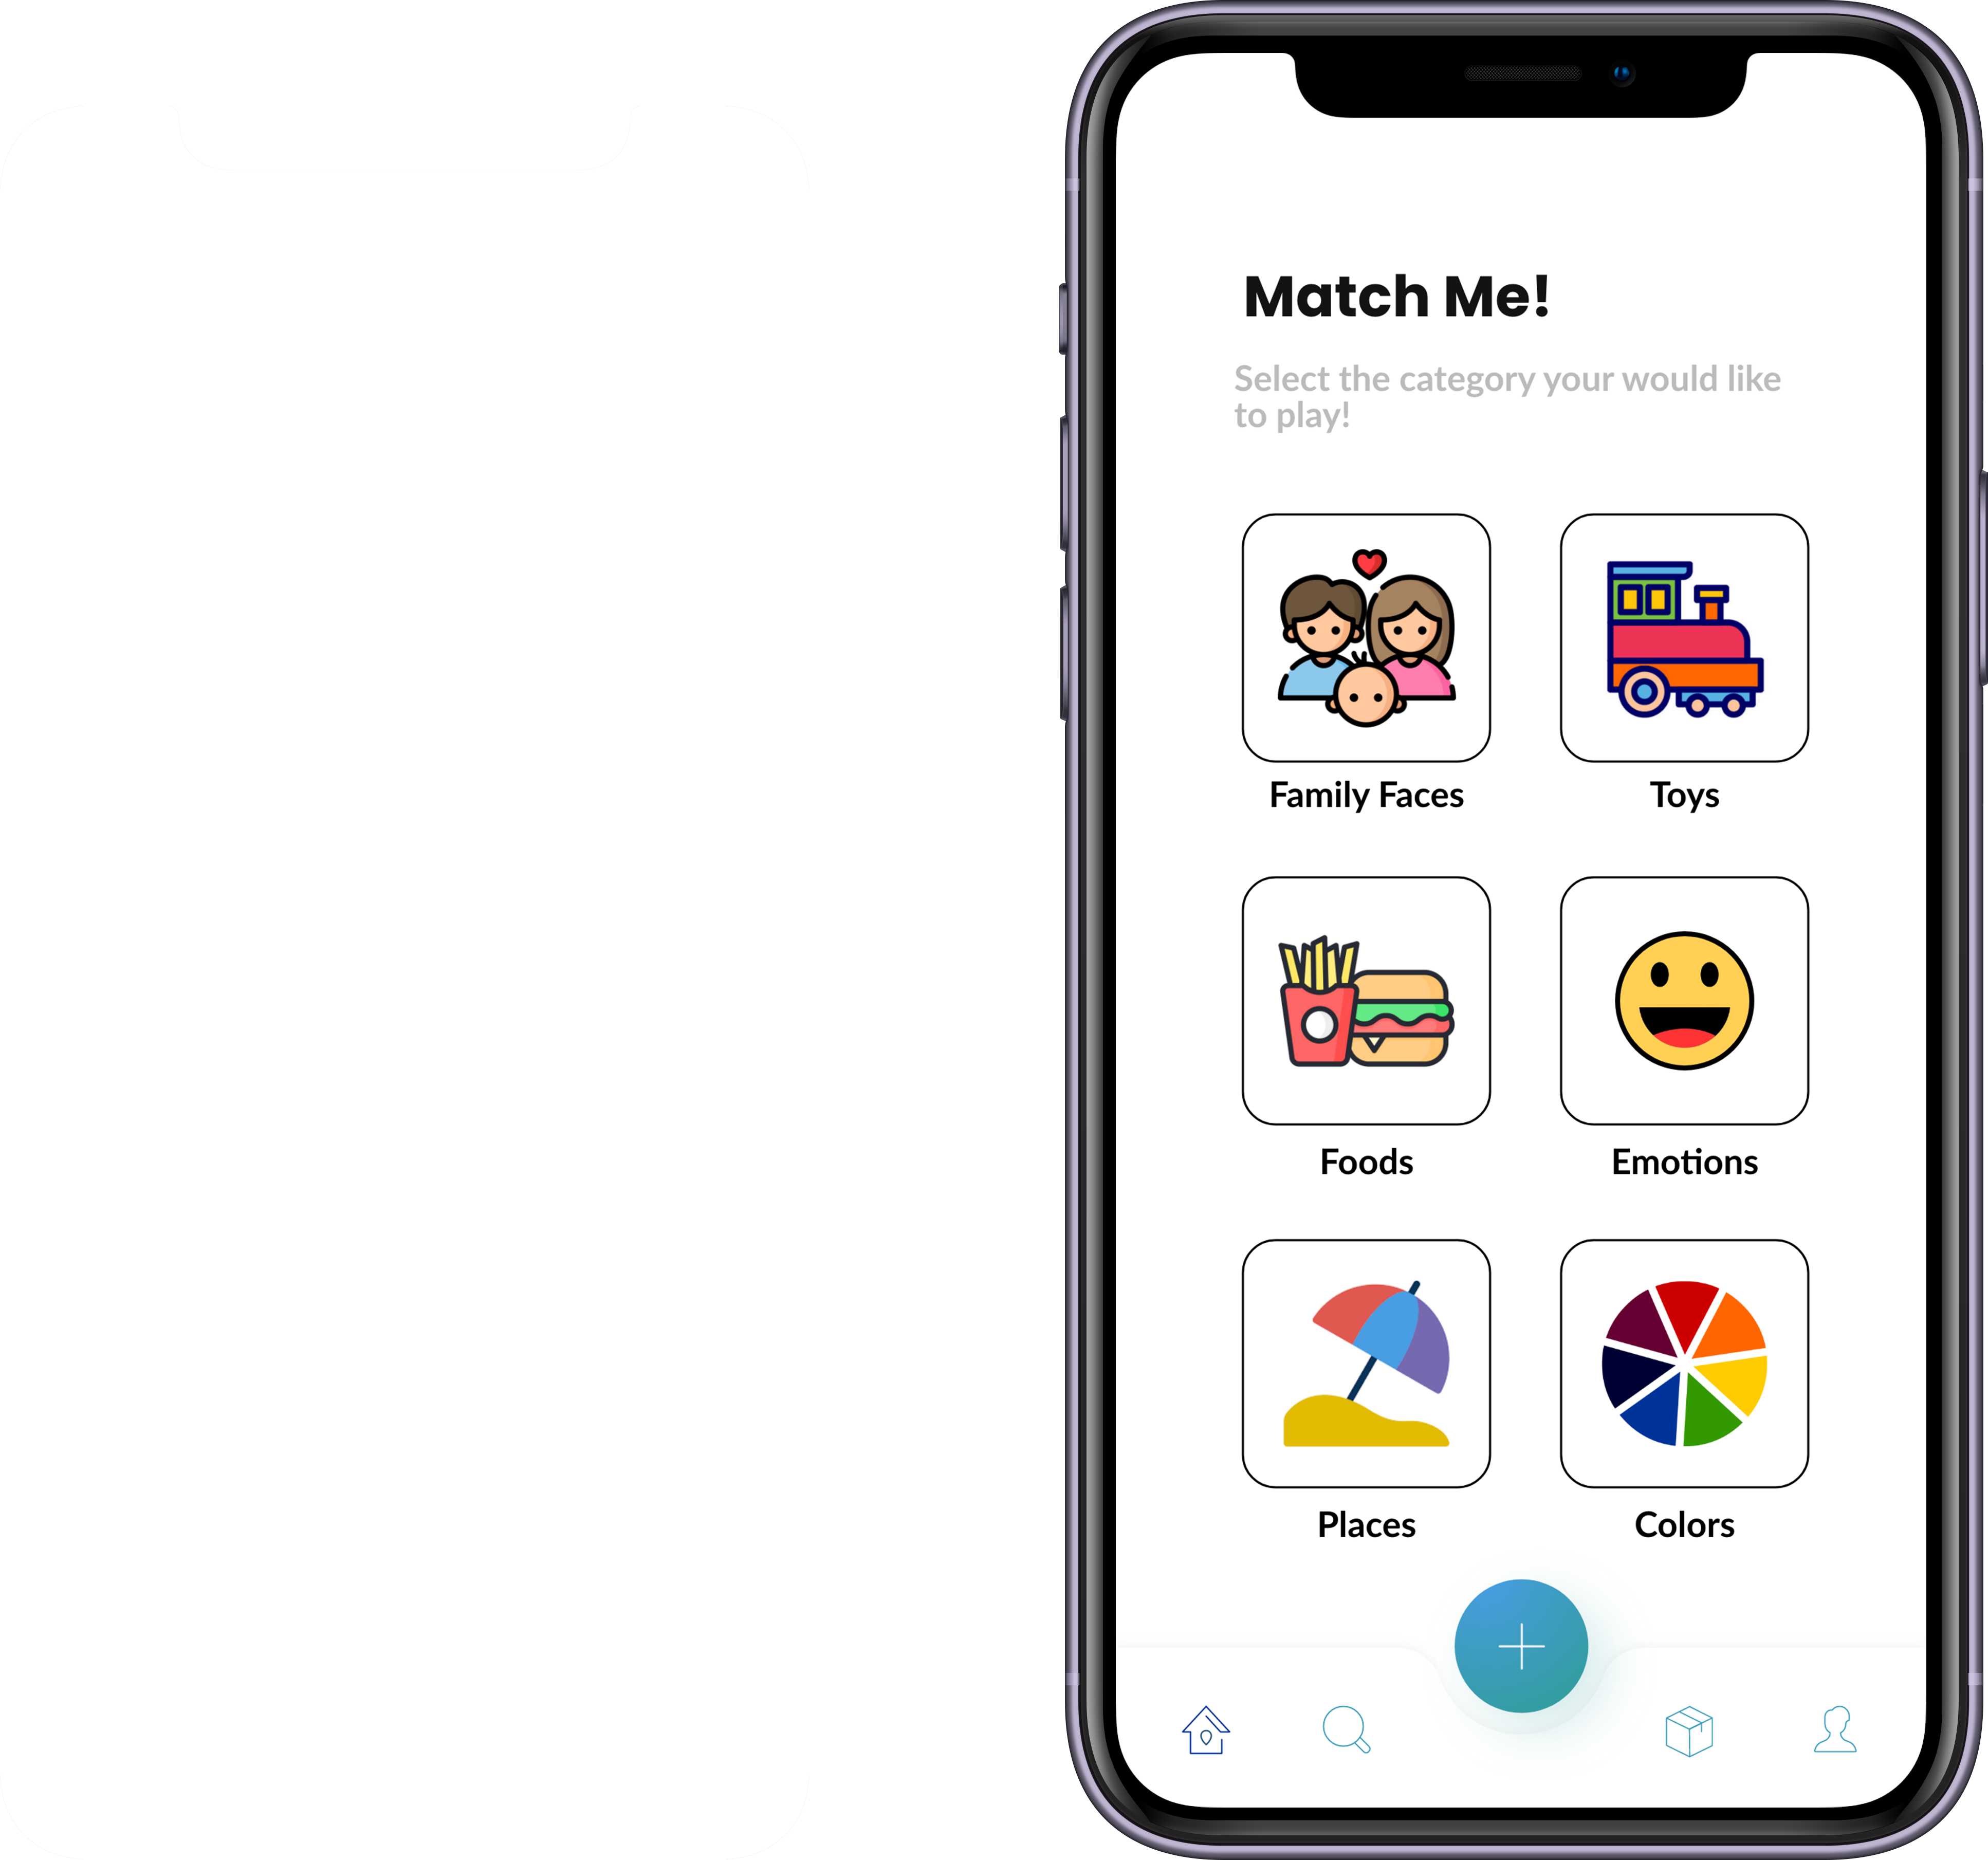 Match Me!
Select the category your would like
to play!
Family Faces
Toys
Foods
Emotions
Places
Colors